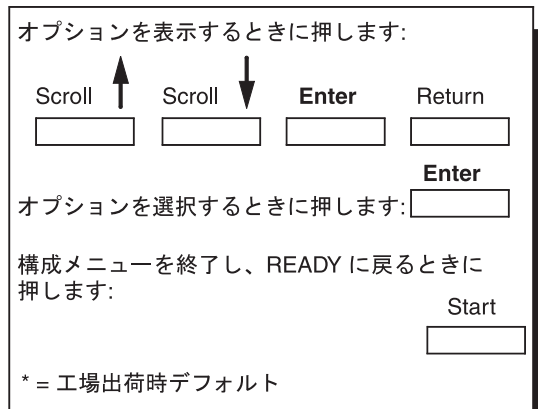 オプションを表示するときに押します:
Scroll Scroll Enter Return
Enter
オプションを選択するときに押します:
構成メニューを終了し、READY に戻るときに
押します:
Start
* = 工場出荷時デフォルト